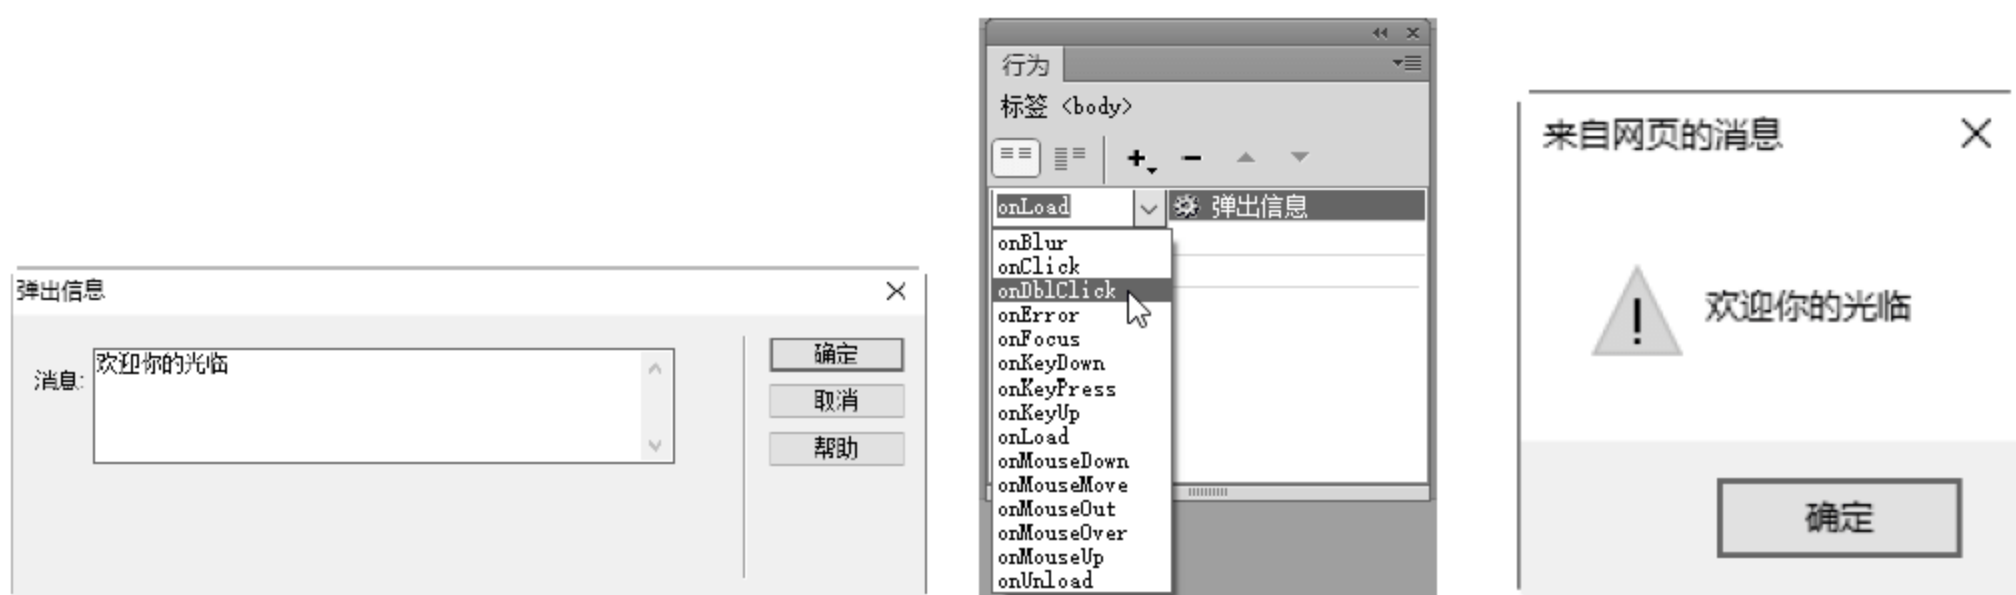 弹出信息
消息:
欢迎你的光临
确定
取消
帮助
行为
标签 <body>
onLoad
弹出信息
onBlur
onClick
onDblClick
onError
onFocus
onKeyDown
onKeyPress
onKeyUp
onLoad
onMouseDown
onMouseMove
onMouseOut
onMouseOver
onMouseUp
onUnload
来自网页的消息
欢迎你的光临
确定